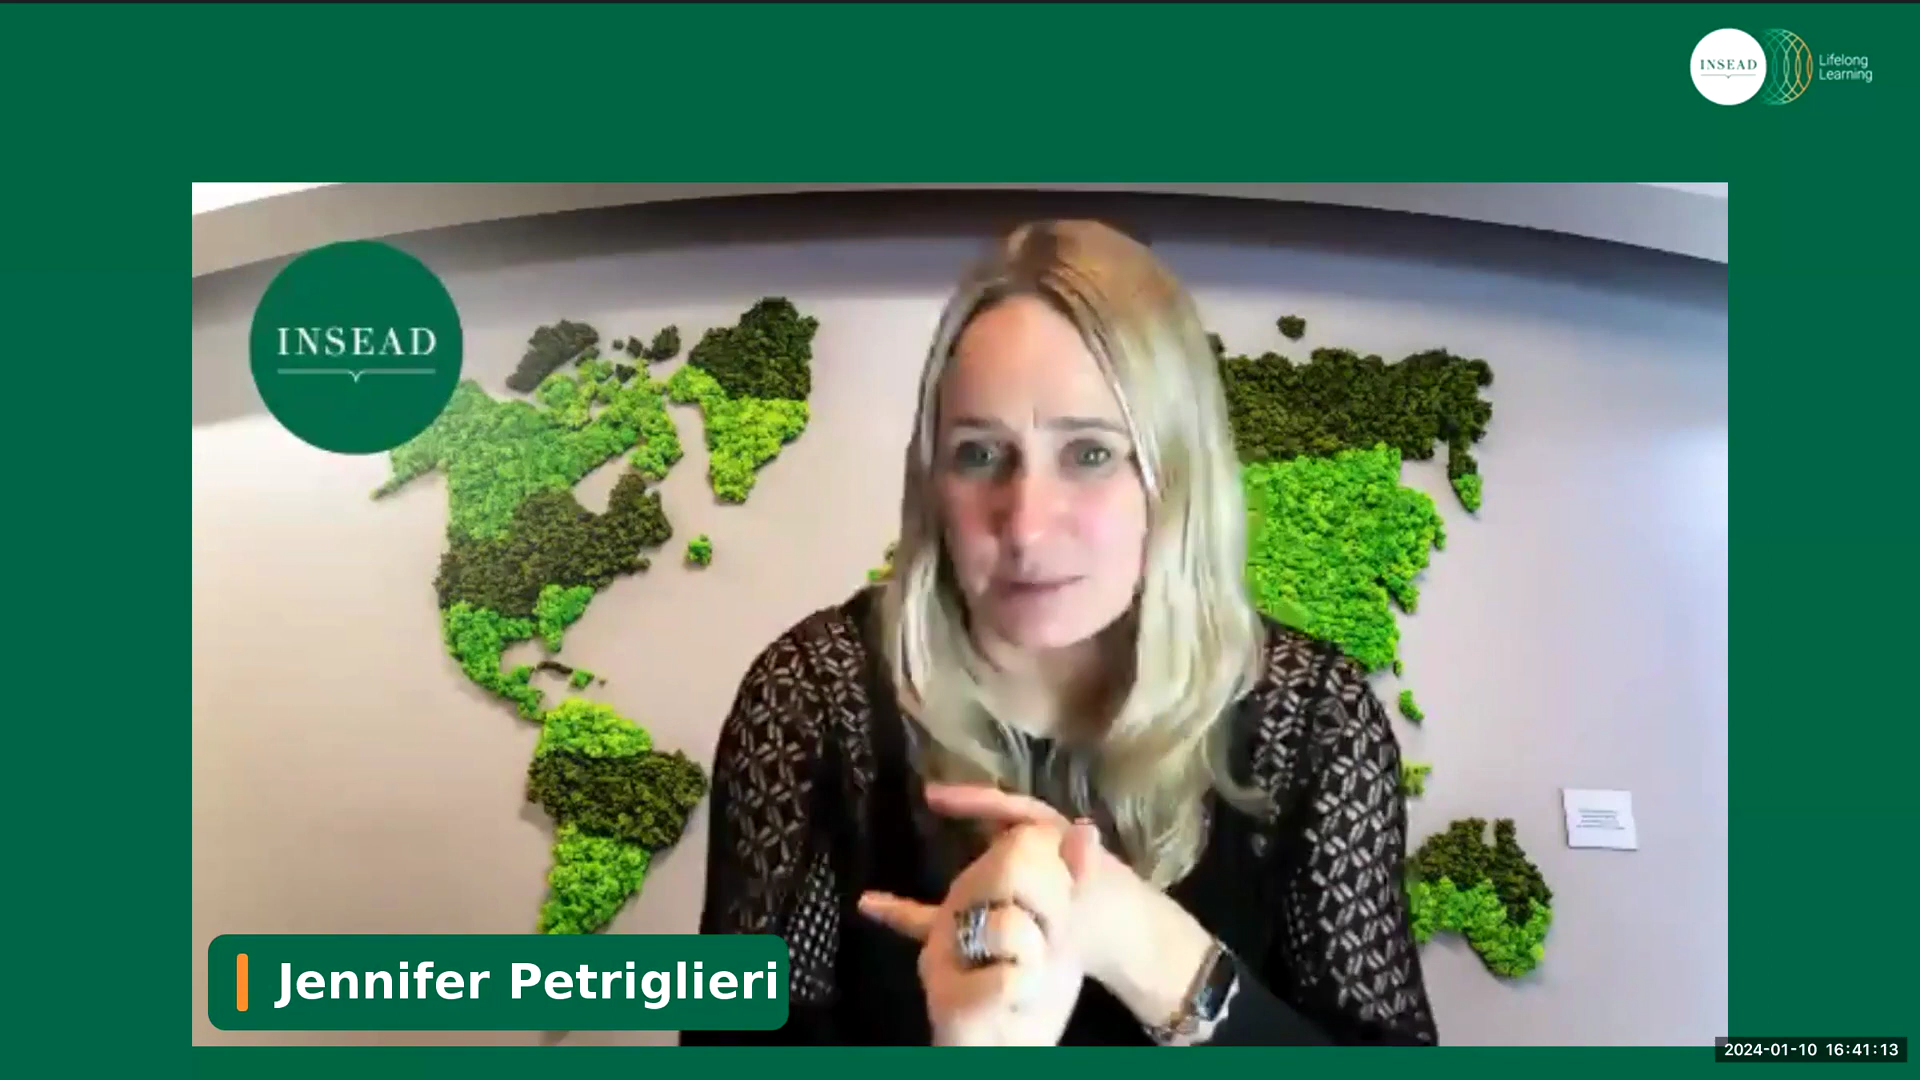 INSEAD
Lifelong
Learning
INSEAD
Jennifer Petriglieri
2024-01-10 16:41:13